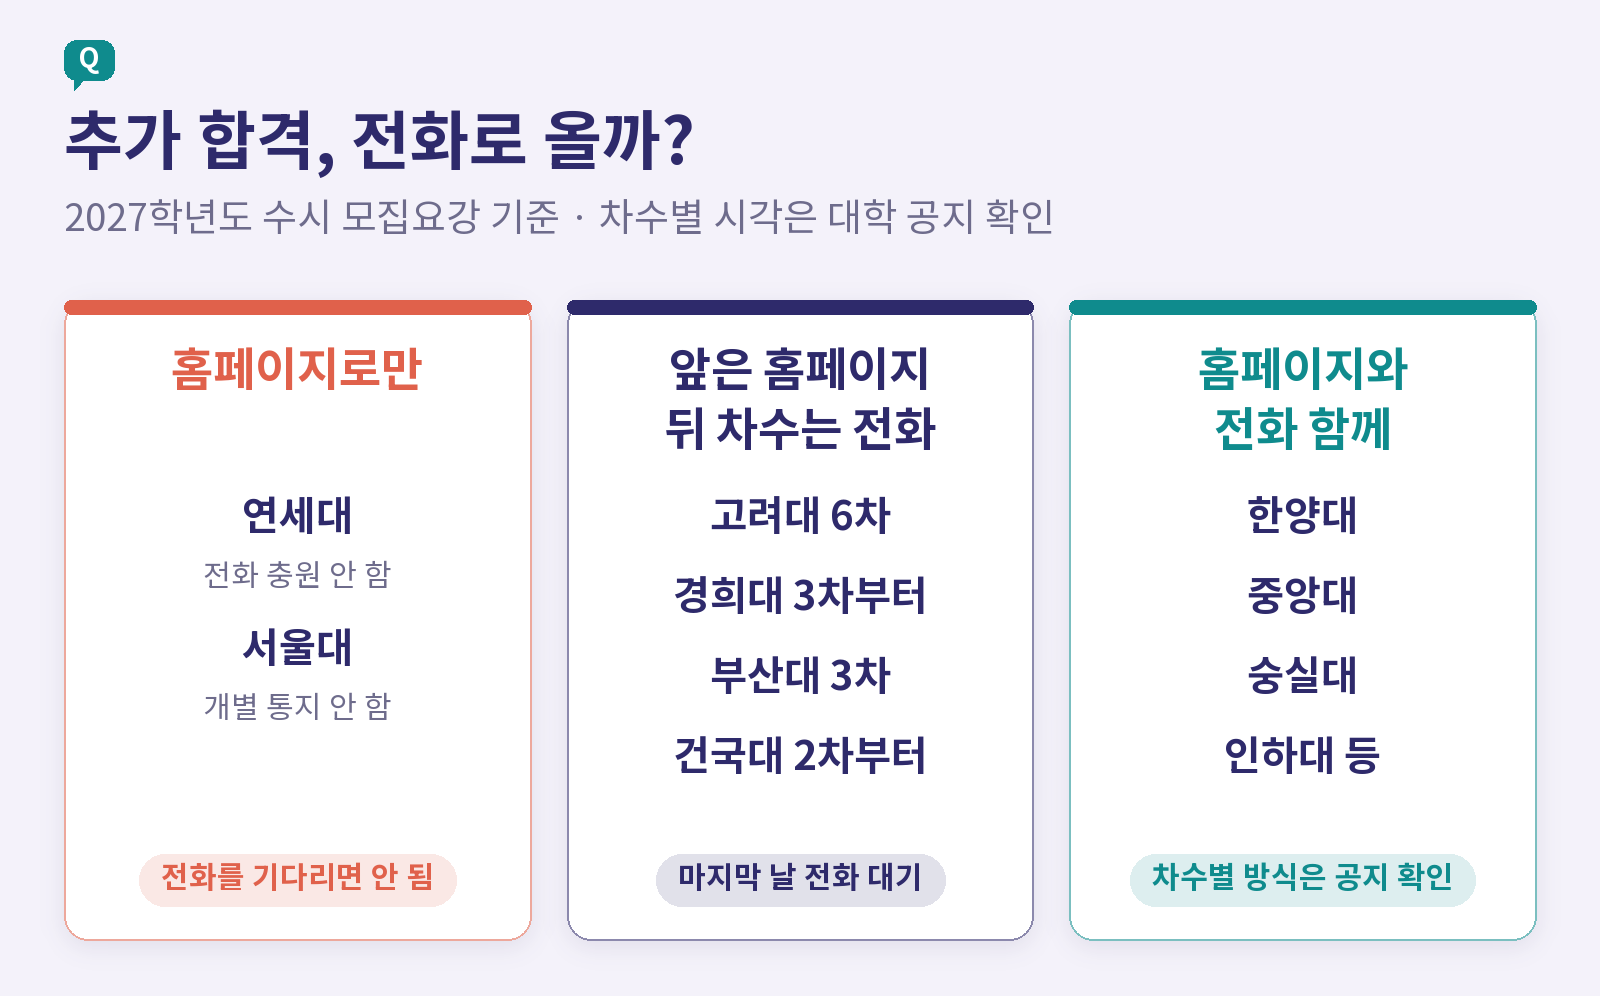 Q
추가 합격, 전화로 올까?
2027학년도 수시 모집요강 기준 · 차수별 시각은 대학 공지 확인
홈페이지로만
연세대
전화 충원 안 함
서울대
개별 통지 안 함
전화를 기다리면 안 됨
앞은 홈페이지
뒤 차수는 전화
고려대 6차
경희대 3차부터
부산대 3차
건국대 2차부터
마지막 날 전화 대기
홈페이지와
전화 함께
한양대
중앙대
숭실대
인하대 등
차수별 방식은 공지 확인